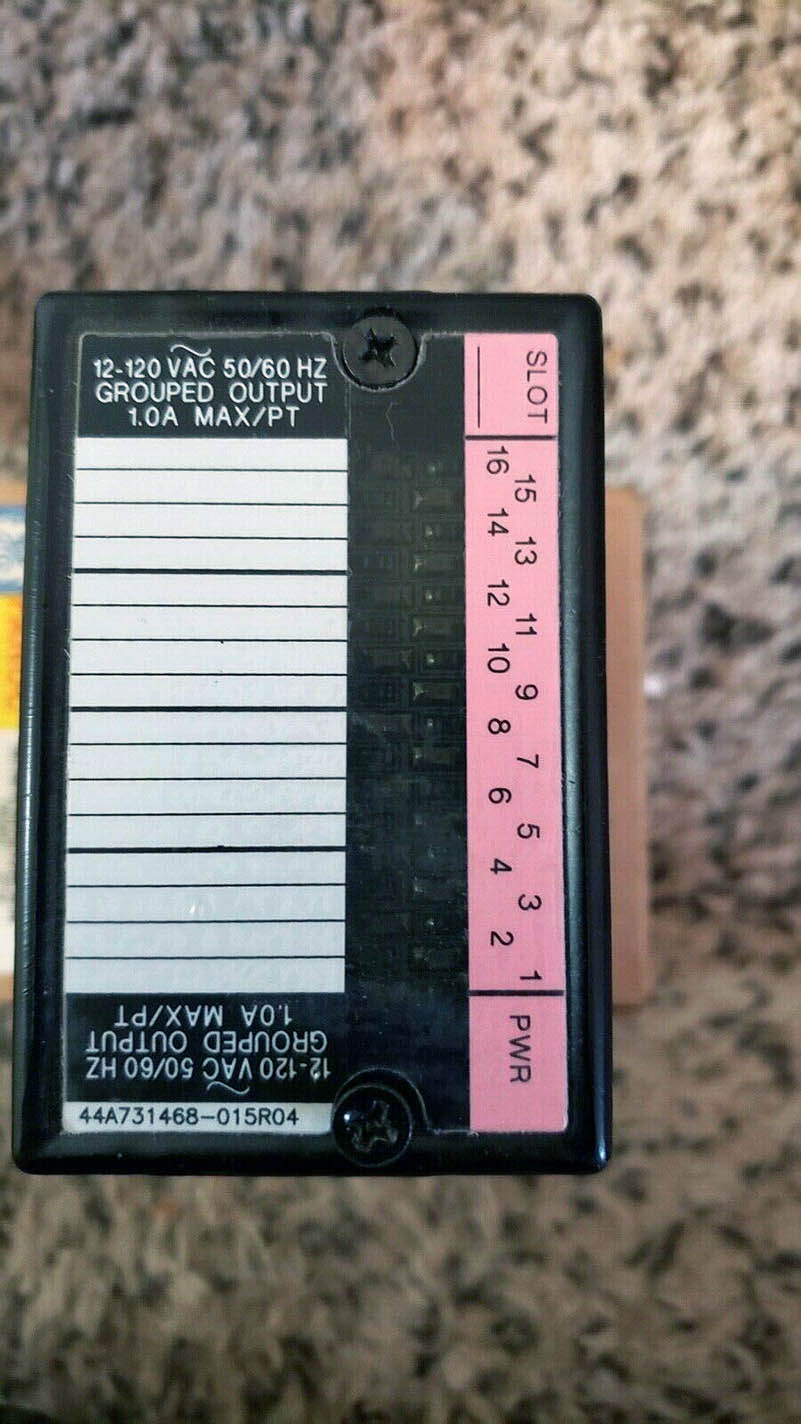 12-120 VAC 50/60 HZ
GROUPED OUTPUT
1.0A MAX/PT
SLOT
16
15
14
13
12
11
10
9
8
7
6
5
4
3
2
1
PWR
12-120 VAC 50/60 HZ
GROUPED OUTPUT
1.0A MAX/PT
44A731468-015R04